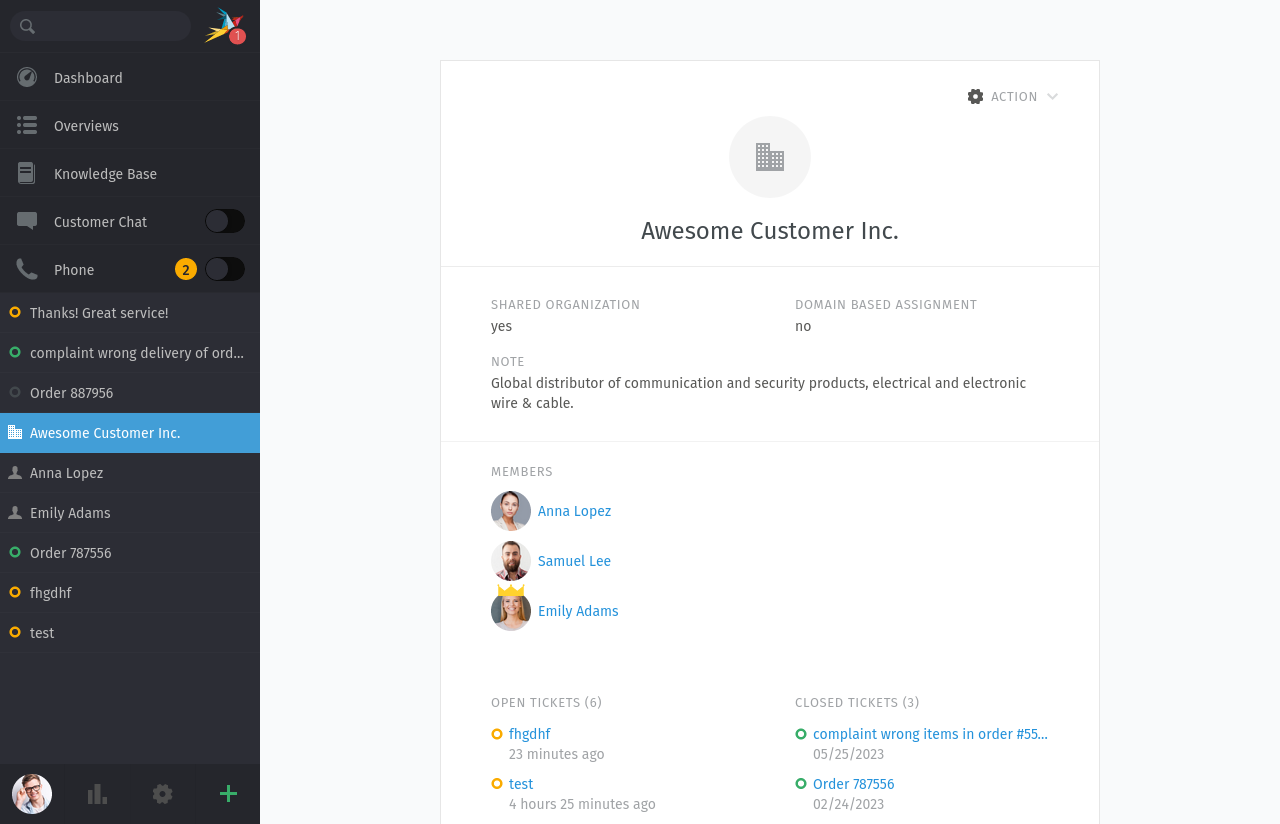 1
Dashboard
Overviews
Knowledge Base
Customer Chat
Phone
2
Thanks! Great service!
complaint wrong delivery of ord...
Order 887956
Awesome Customer Inc.
Anna Lopez
Emily Adams
Order 787556
fhgdhf
test
ACTION
Awesome Customer Inc.
SHARED ORGANIZATION
yes
DOMAIN BASED ASSIGNMENT
no
NOTE
Global distributor of communication and security products, electrical and electronic
wire & cable.
MEMBERS
Anna Lopez
Samuel Lee
Emily Adams
OPEN TICKETS (6)
fhgdhf
23 minutes ago
test
4 hours 25 minutes ago
CLOSED TICKETS (3)
complaint wrong items in order #55...
05/25/2023
Order 787556
02/24/2023